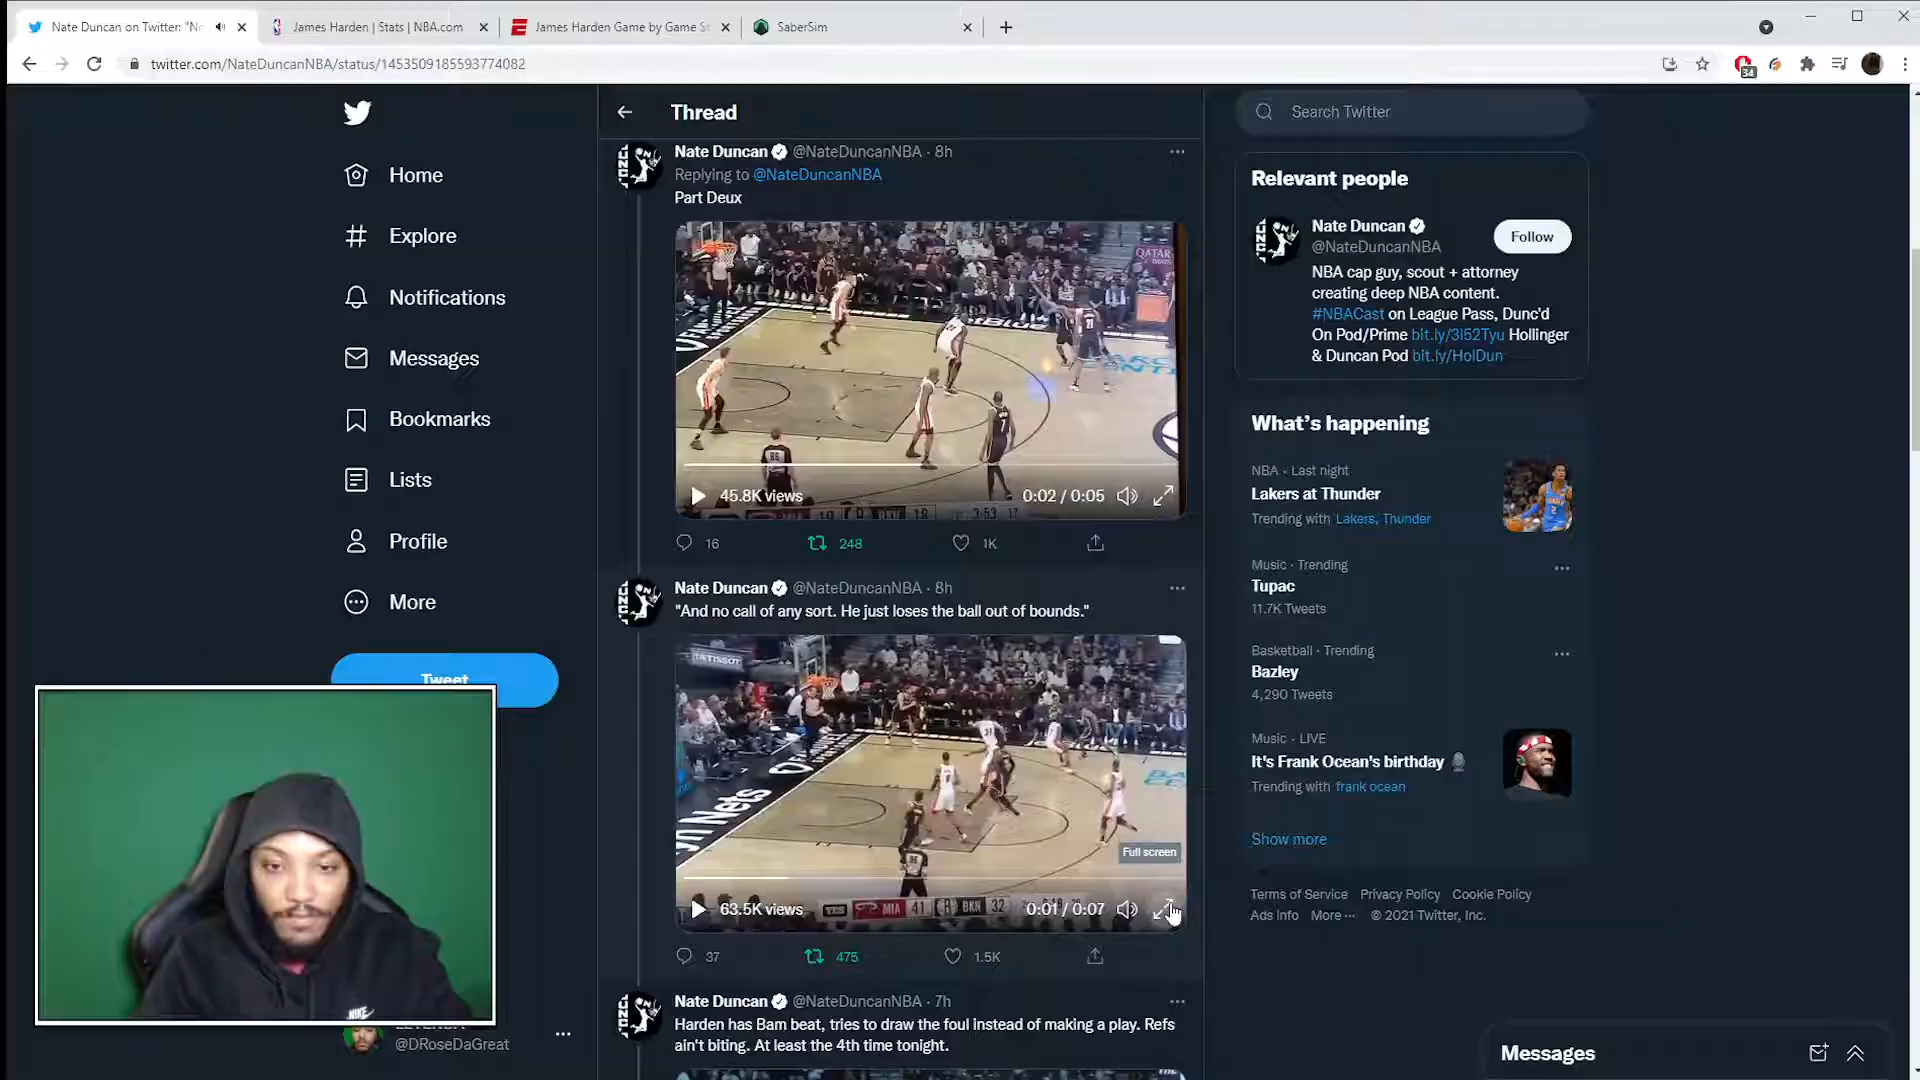 Nate Duncan on Twitter: "Ne
James Harden | Stats | NBA.com
James Harden Game by Game St
SaberSim
twitter.com/NateDuncanNBA/status/1453509185593774082
34
Home
Explore
Notifications
Messages
Bookmarks
Lists
Profile
More
Tweet
@DRoseDaGreat
Thread
Nate Duncan @NateDuncanNBA · 8h
Replying to @NateDuncanNBA
Part Deux
QATAR
45.8K views
0:02 / 0:05
3:53 17
16
248
1K
Nate Duncan @NateDuncanNBA · 8h
"And no call of any sort. He just loses the ball out of bounds."
TISSOT
Full screen
63.5K views
YES MIA 41 BKN 32
0:01 / 0:07
37
475
1.5K
Nate Duncan @NateDuncanNBA · 7h
Harden has Bam beat, tries to draw the foul instead of making a play. Refs
ain't biting. At least the 4th time tonight.
Search Twitter
Relevant people
Nate Duncan
@NateDuncanNBA
Follow
NBA cap guy, scout + attorney
creating deep NBA content.
#NBACast on League Pass, Dunc'd
On Pod/Prime bit.ly/3l52Tyu Hollinger
& Duncan Pod bit.ly/HolDun
What's happening
NBA · Last night
Lakers at Thunder
Trending with Lakers, Thunder
Music · Trending
Tupac
11.7K Tweets
Basketball · Trending
Bazley
4,290 Tweets
Music · LIVE
It's Frank Ocean's birthday
Trending with frank ocean
Show more
Terms of Service Privacy Policy Cookie Policy
Ads Info More ··· © 2021 Twitter, Inc.
Messages
NIKE